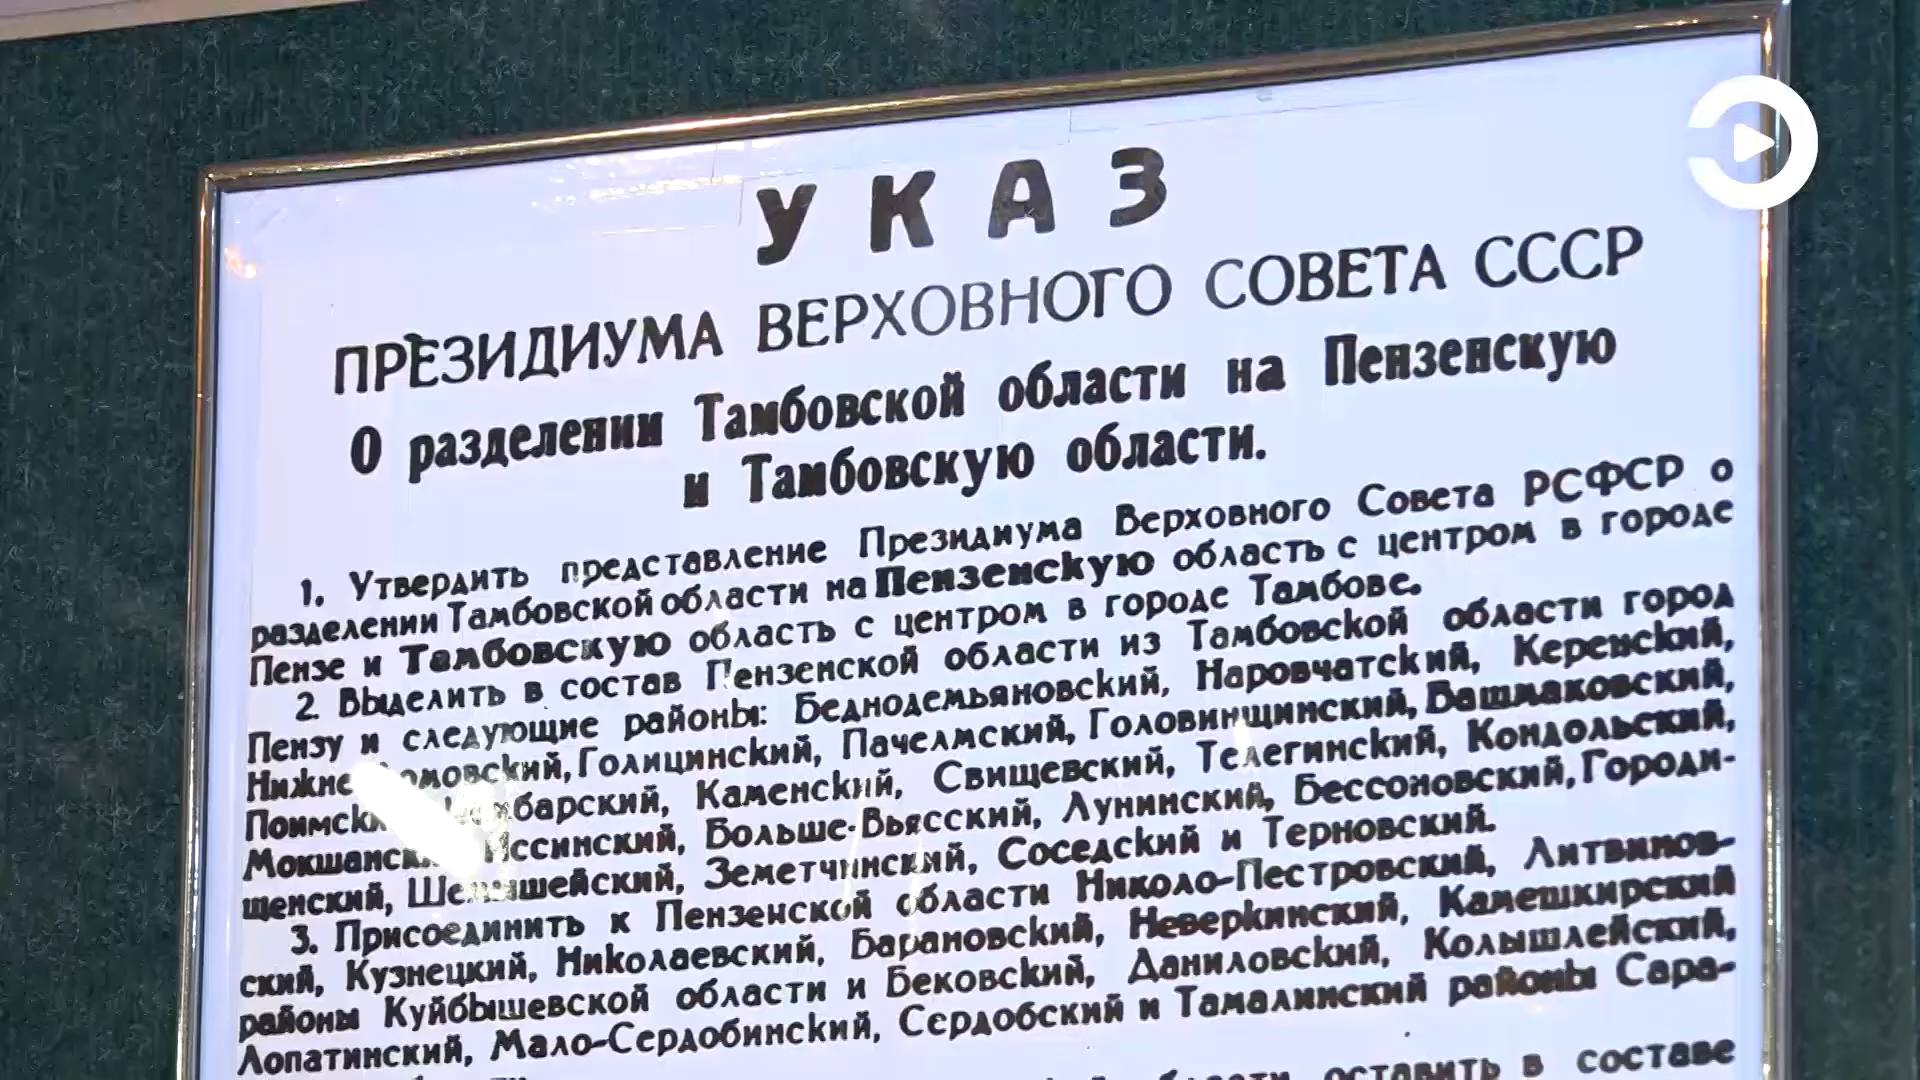 УКАЗ
ПРЕЗИДИУМА ВЕРХОВНОГО СОВЕТА СССР
О разделении Тамбовской области на Пензенскую
и Тамбовскую области.
1. Утвердить представление Президиума Верховного Совета РСФСР о
разделении Тамбовской области на Пензенскую область с центром в городе
Пензе и Тамбовскую область с центром в городе Тамбове.
2. Выделить в состав Пензенской области из Тамбовской области город
Пензу и следующие районы: Беднодемьяновский, Наровчатский, Керенский,
Голицинский, Пачелмский, Головинщинский, Башмаковский,
Каменский, Свищевский, Телегинский, Кондольский,
Иссинский, Больше-Вьясский, Лунинский, Бессоновский, Городи-
щенский, Шемышейский, Земетчинский, Соседский и Терновский.
3. Присоединить к Пензенской области Николо-Пестровский, Литвинов-
ский, Кузнецкий, Николаевский, Барановский, Неверкинский, Камешкирский
районы Куйбышевской области и Бековский, Даниловский, Колышлейский,
Лопатинский, Мало-Сердобинский, Сердобский и Тамалинский районы Сара-
оставить в составе